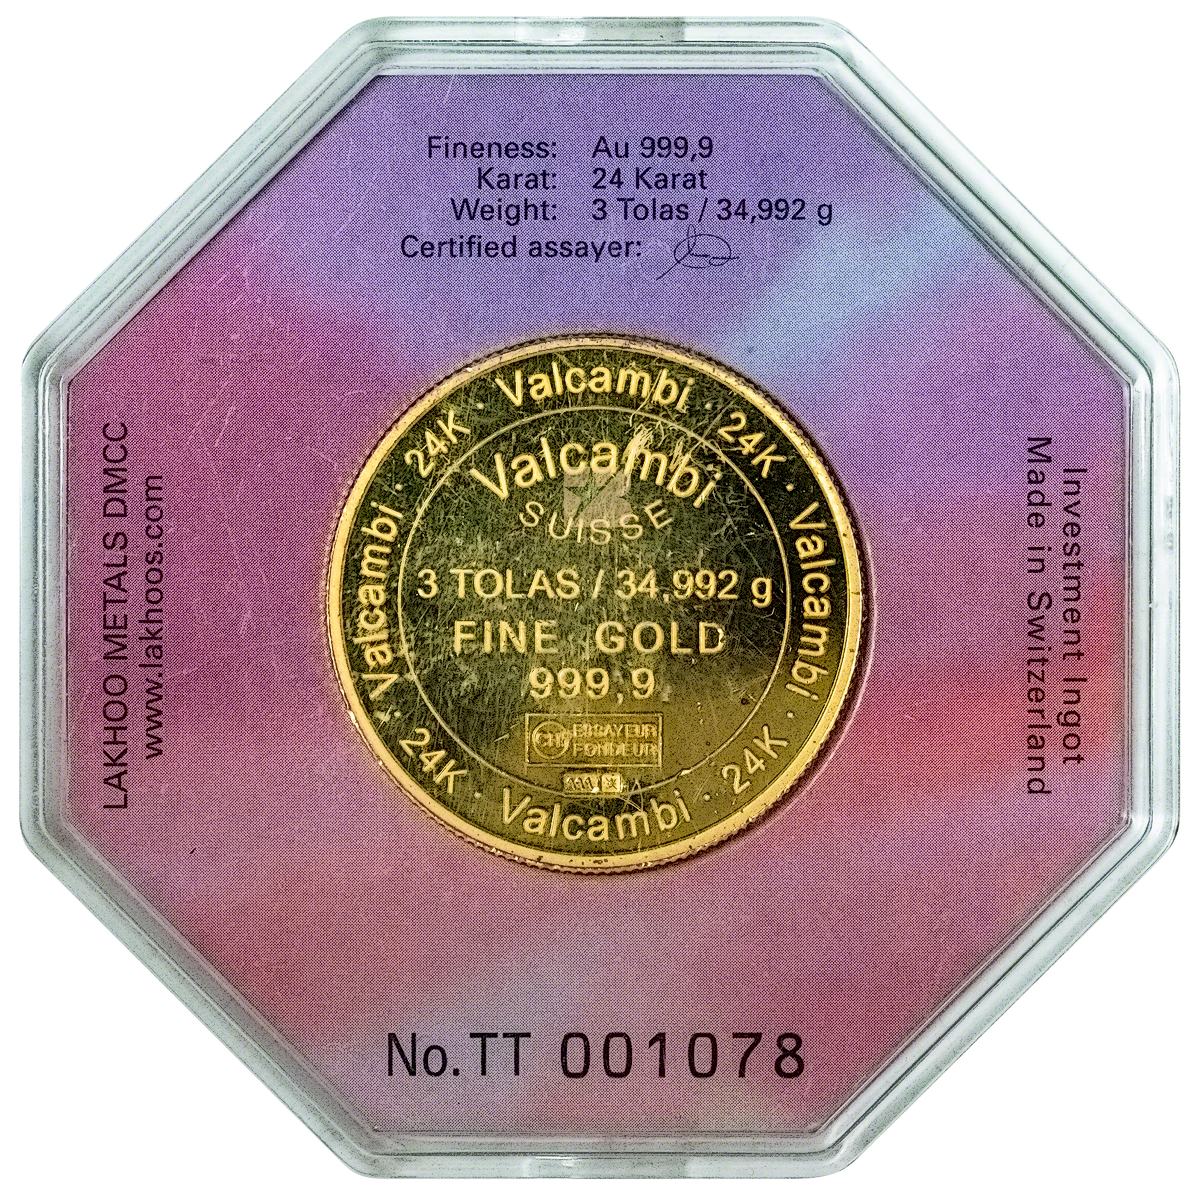 Fineness: Au 999,9
Karat: 24 Karat
Weight: 3 Tolas / 34,992 g
Certified assayer:
LAKHOO METALS DMCC
www.lakhoos.com
Investment Ingot
Made in Switzerland
Valcambi · 24K · Valcambi · 24K · Valcambi · 24K · Valcambi · 24K ·
Valcambi
SUISSE
3 TOLAS / 34,992 g
FINE GOLD
999,9
CHI ESSAYEUR
FONDEUR
No. TT 001078